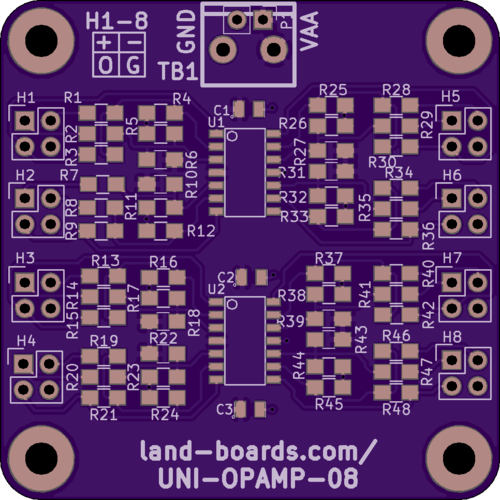 H1-8
+ -
O G
GND
VAA
P1
TB1
C1
U1
H1
R1
R2
R3
R4
R5
R6
H2
R7
R8
R9
R10
R11
R12
R25
R26
R27
R28
R29
R30
R31
R32
R33
R34
R35
R36
H5
H6
H3
R13
R14
R15
R16
R17
R18
H4
R19
R20
R21
R22
R23
R24
C2
U2
C3
R37
R38
R39
R40
R41
R42
R43
R44
R45
R46
R47
R48
H7
H8
land-boards.com/
UNI-OPAMP-08